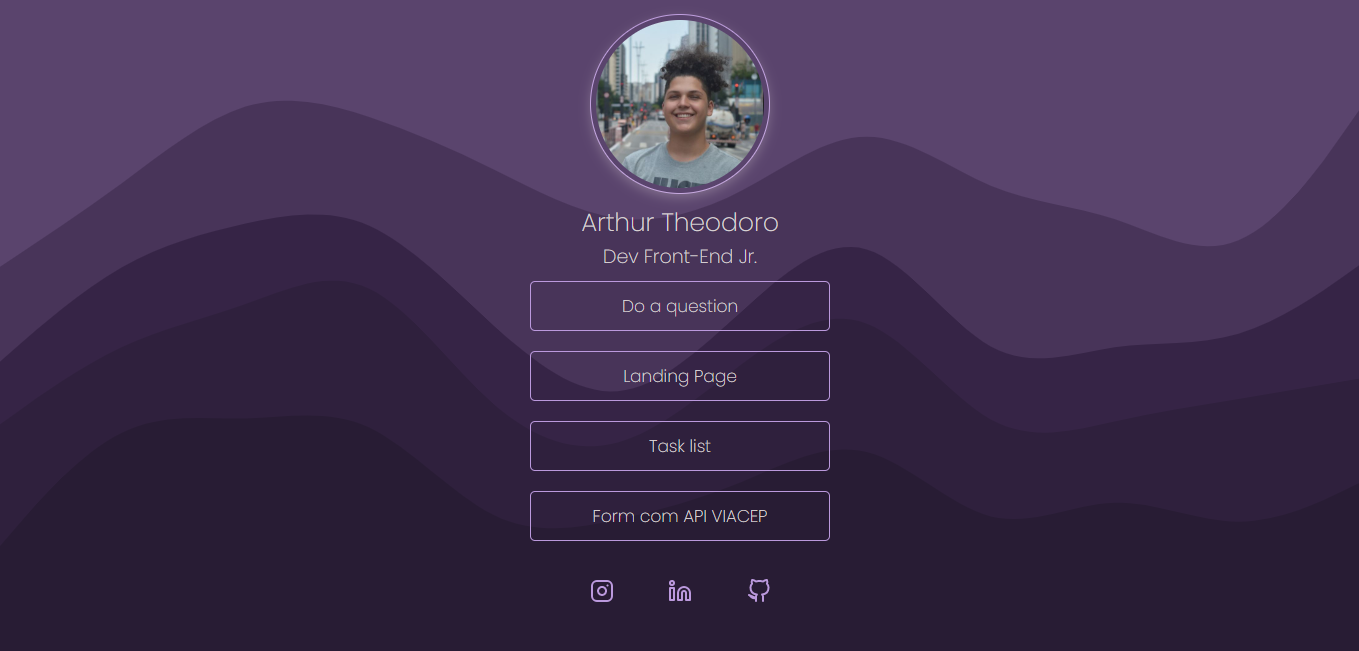 Arthur Theodoro
Dev Front-End Jr.
Do a question
Landing Page
Task list
Form com API VIACEP